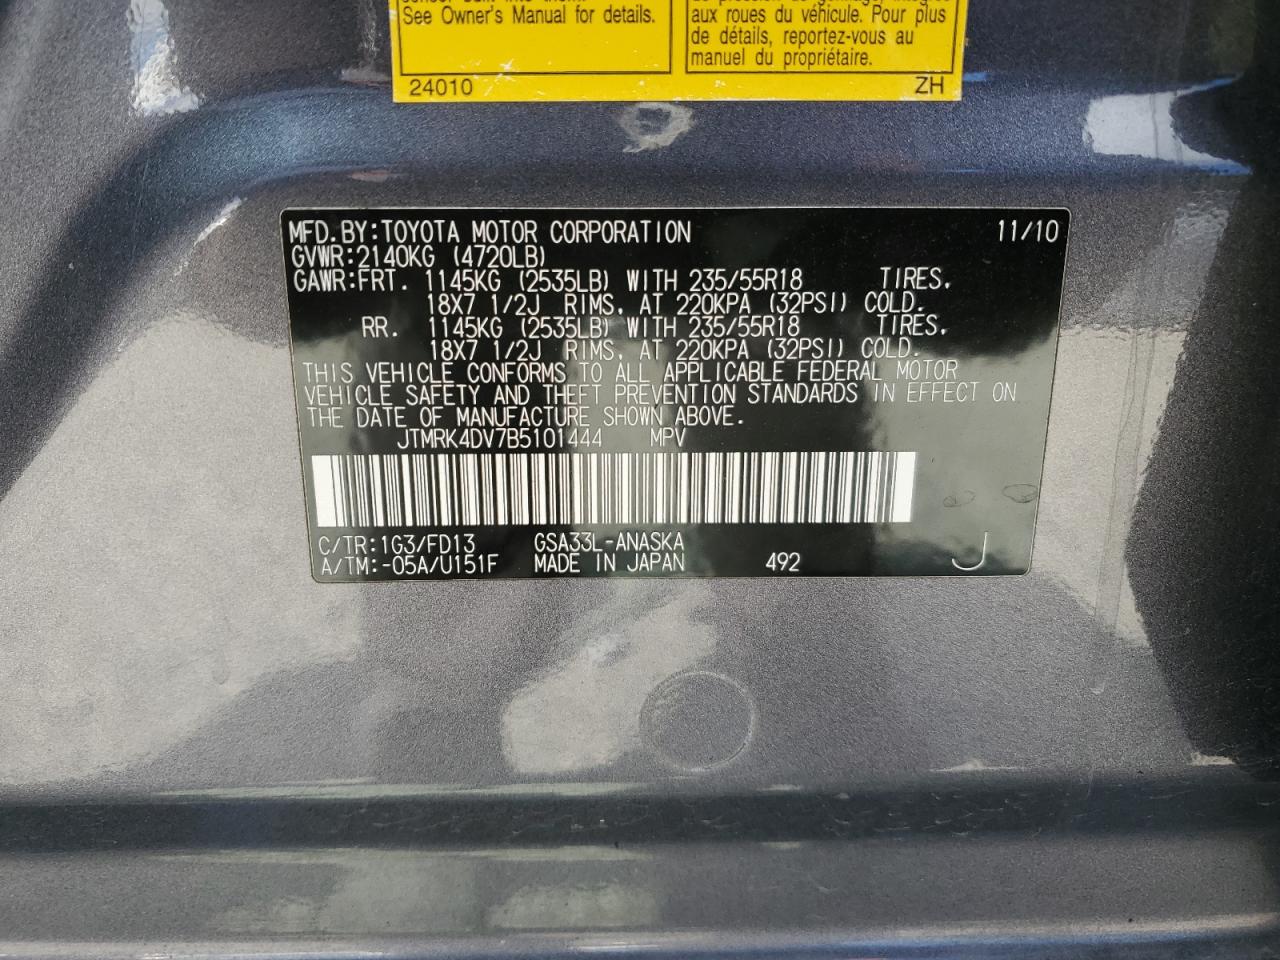 See Owner's Manual for details.
24010
aux roues du véhicule. Pour plus
de détails, reportez-vous au
manuel du propriétaire.
ZH
MFD.BY:TOYOTA MOTOR CORPORATION 11/10
GVWR:2140KG (4720LB)
GAWR:FRT. 1145KG (2535LB) WITH 235/55R18 TIRES,
18X7 1/2J RIMS, AT 220KPA (32PSI) COLD.
RR. 1145KG (2535LB) WITH 235/55R18 TIRES,
18X7 1/2J RIMS, AT 220KPA (32PSI) COLD.
THIS VEHICLE CONFORMS TO ALL APPLICABLE FEDERAL MOTOR
VEHICLE SAFETY AND THEFT PREVENTION STANDARDS IN EFFECT ON
THE DATE OF MANUFACTURE SHOWN ABOVE.
JTMRK4DV7B5101444 MPV
C/TR:1G3/FD13 GSA33L-ANASKA
A/TM:-05A/U151F MADE IN JAPAN 492 J